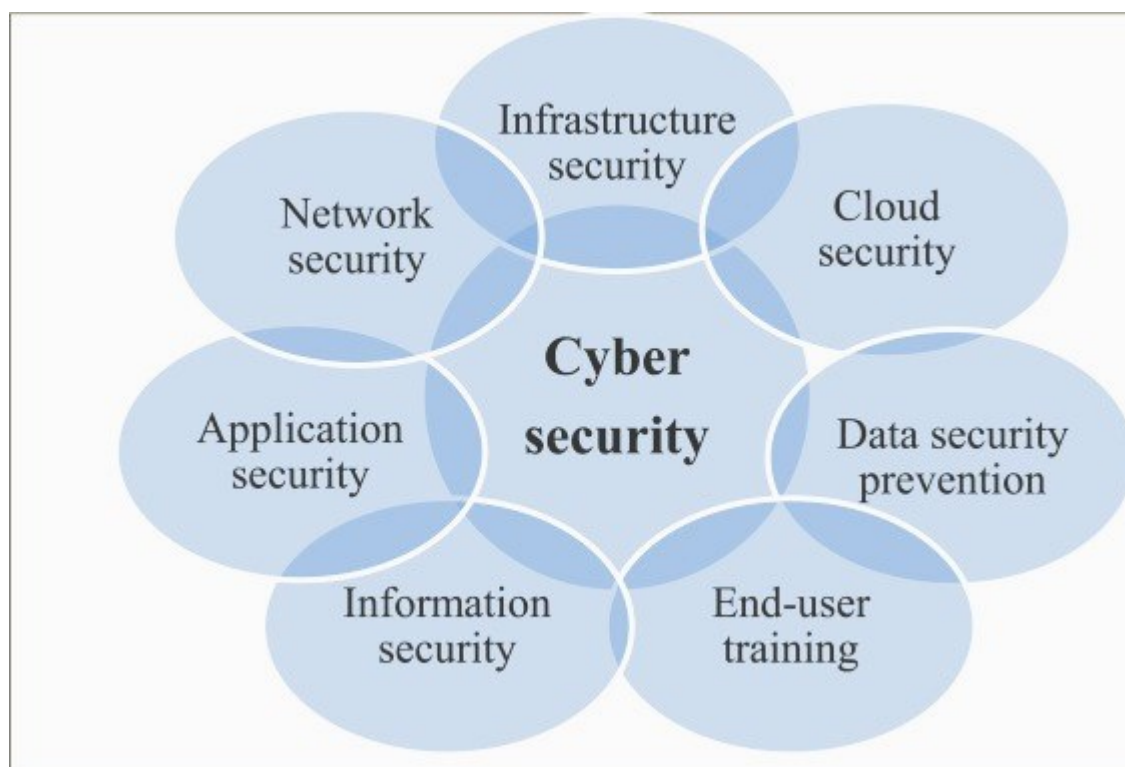 Infrastructure
security
Cloud
security
Data security
prevention
End-user
training
Information
security
Application
security
Network
security
Cyber
security